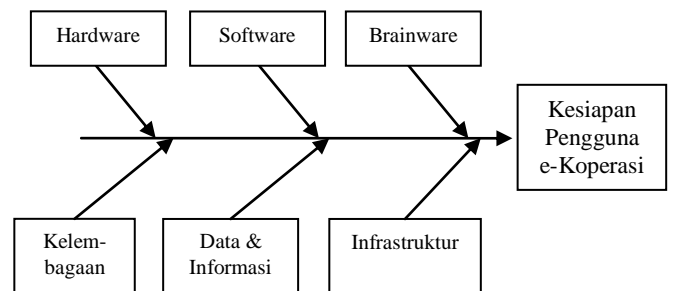 Hardware
Software
Brainware
Kesiapan
Pengguna
e-Koperasi
Kelem-
bagaan
Data &
Informasi
Infrastruktur